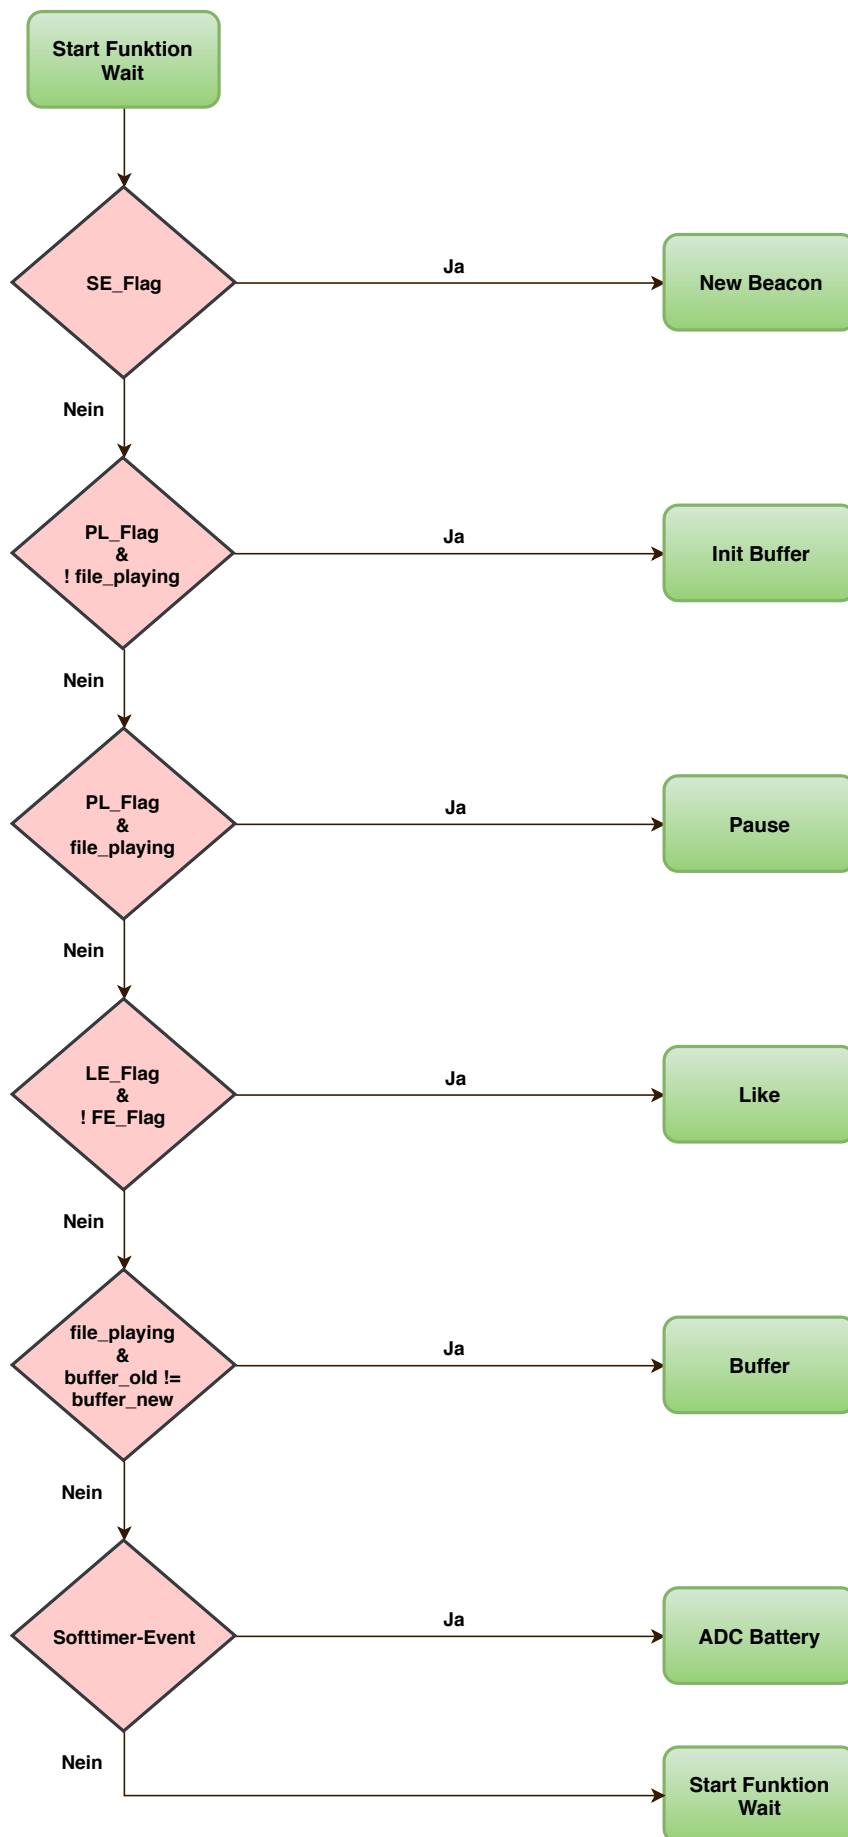 Start Funktion
Wait
SE_Flag
Ja
New Beacon
Nein
PL_Flag
&
! file_playing
Ja
Init Buffer
Nein
PL_Flag
&
file_playing
Ja
Pause
Nein
LE_Flag
&
! FE_Flag
Ja
Like
Nein
file_playing
&
buffer_old !=
buffer_new
Ja
Buffer
Nein
Softtimer-Event
Ja
ADC Battery
Nein
Start Funktion
Wait